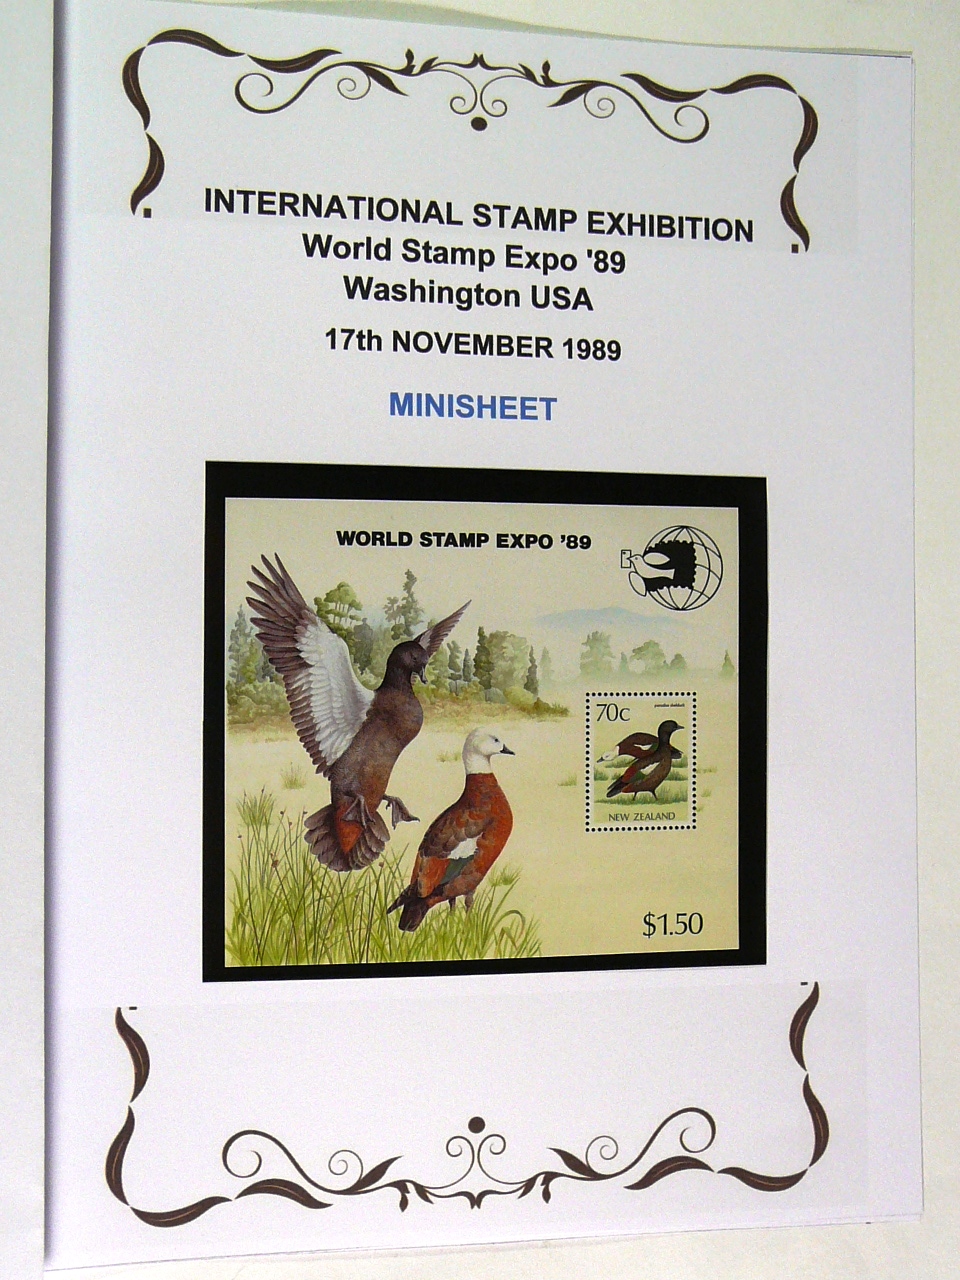 INTERNATIONAL STAMP EXHIBITION
World Stamp Expo '89
Washington USA
17th NOVEMBER 1989
MINISHEET
WORLD STAMP EXPO '89
70c
NEW ZEALAND
$1.50